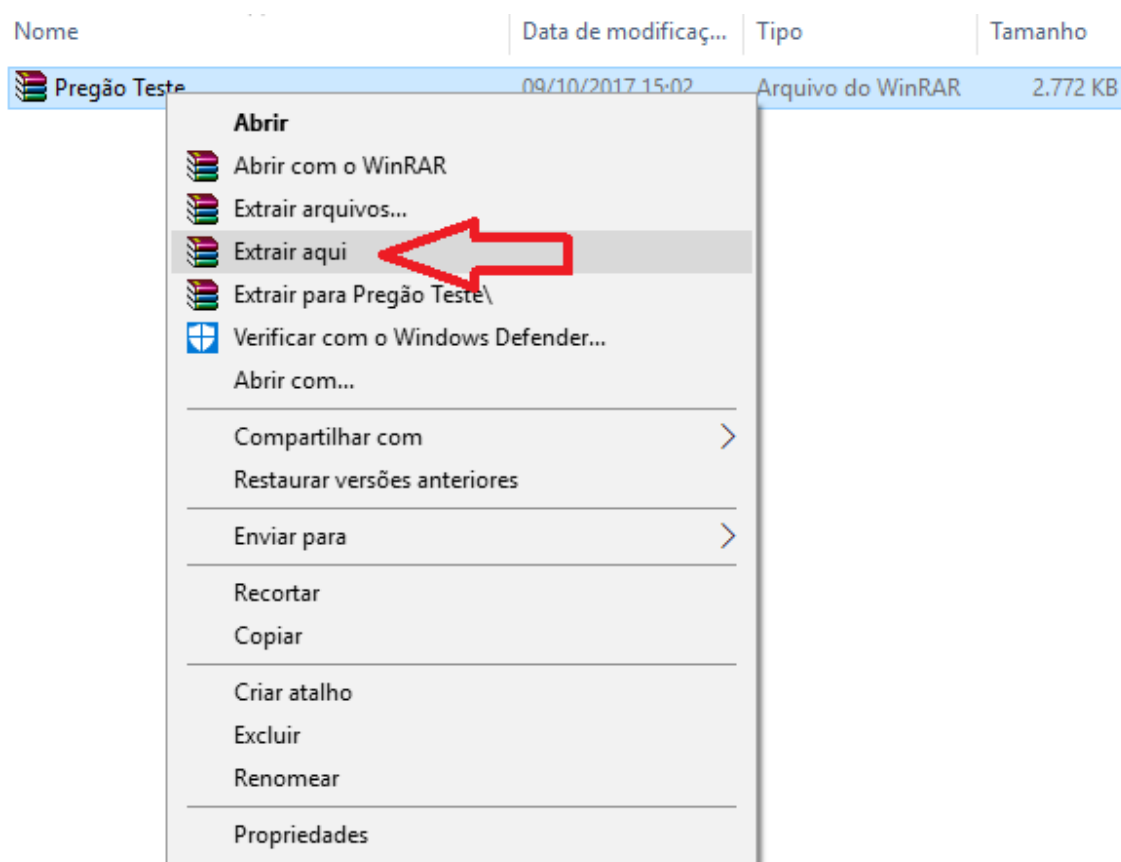 Nome Data de modificaç... Tipo Tamanho
Pregão Teste 09/10/2017 15:02 Arquivo do WinRAR 2.772 KB
Abrir
Abrir com o WinRAR
Extrair arquivos...
Extrair aqui
Extrair para Pregão Teste\
Verificar com o Windows Defender...
Abrir com...
Compartilhar com
Restaurar versões anteriores
Enviar para
Recortar
Copiar
Criar atalho
Excluir
Renomear
Propriedades